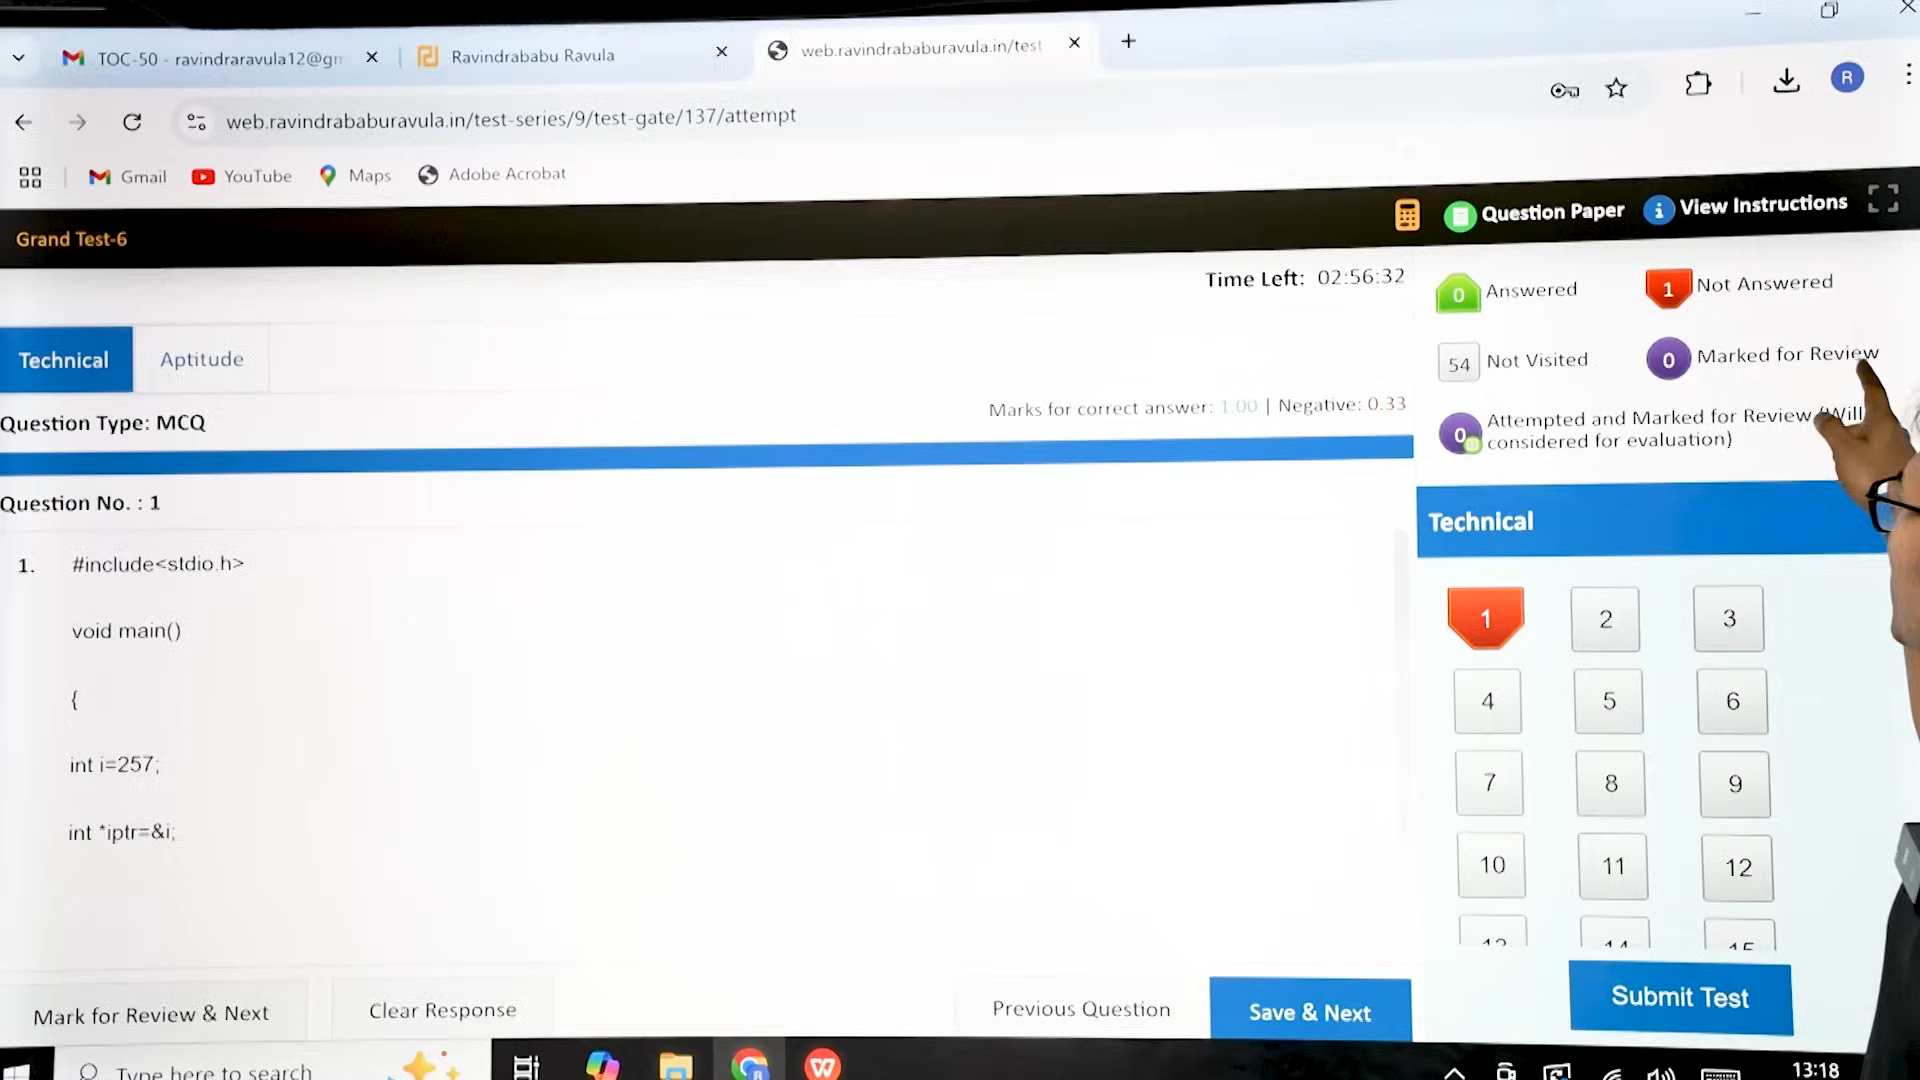 TOC-50 - ravindraravula12@gm
Ravindrababu Ravula
web.ravindrababuravula.in/test
R
web.ravindrababuravula.in/test-series/9/test-gate/137/attempt
Gmail
YouTube
Maps
Adobe Acrobat
Grand Test-6
Question Paper
i
View Instructions
Time Left: 02:56:32
0 Answered
1 Not Answered
54 Not Visited
0 Marked for Review
0 Attempted and Marked for Review (Will
considered for evaluation)
Technical
Aptitude
Question Type: MCQ
Marks for correct answer: 1.00 | Negative: 0.33
Question No. : 1
1. #include<stdio.h>
void main()
{
int i=257;
int *iptr=&i;
Technical
1 2 3
4 5 6
7 8 9
10 11 12
13 14 15
Mark for Review & Next
Clear Response
Previous Question
Save & Next
Submit Test
Type here to search
W
13:18